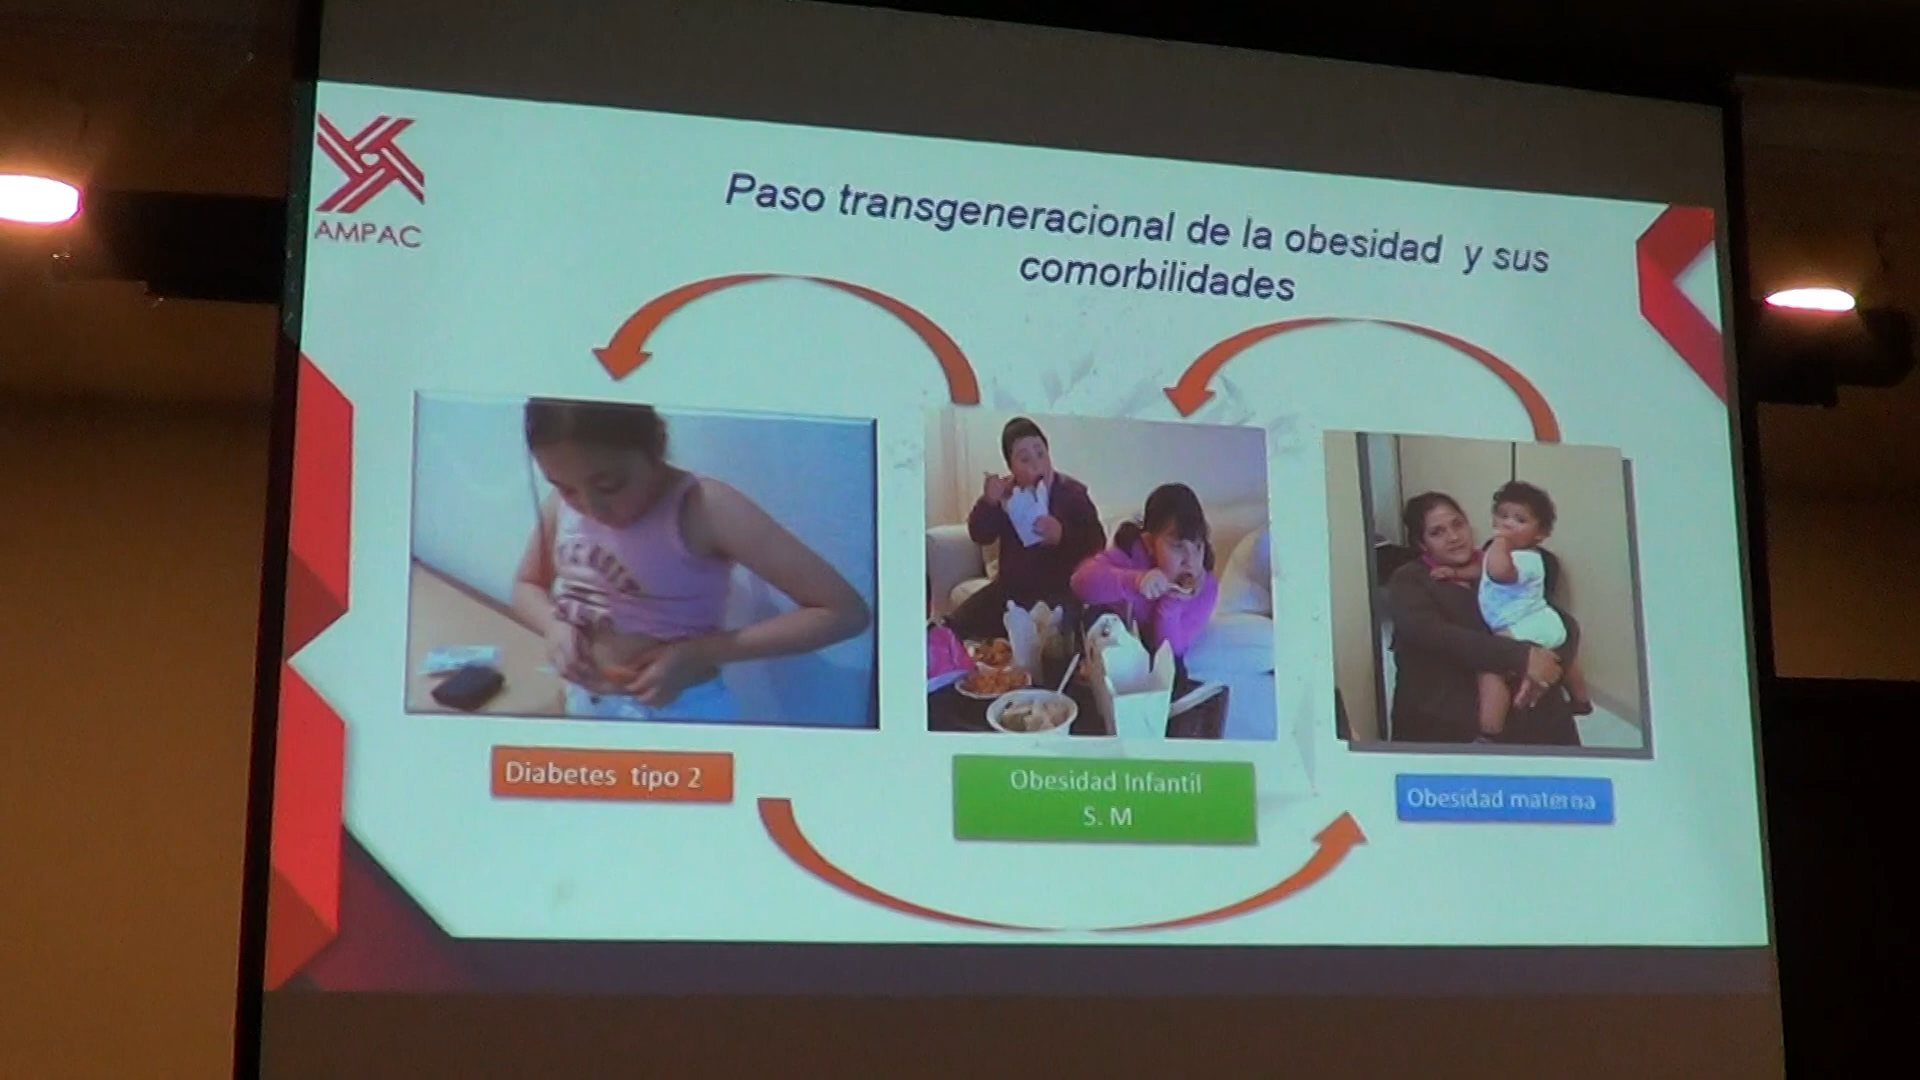 AMPAC
Paso transgeneracional de la obesidad y sus
comorbilidades
Diabetes tipo 2
Obesidad Infantil
S. M
Obesidad materna